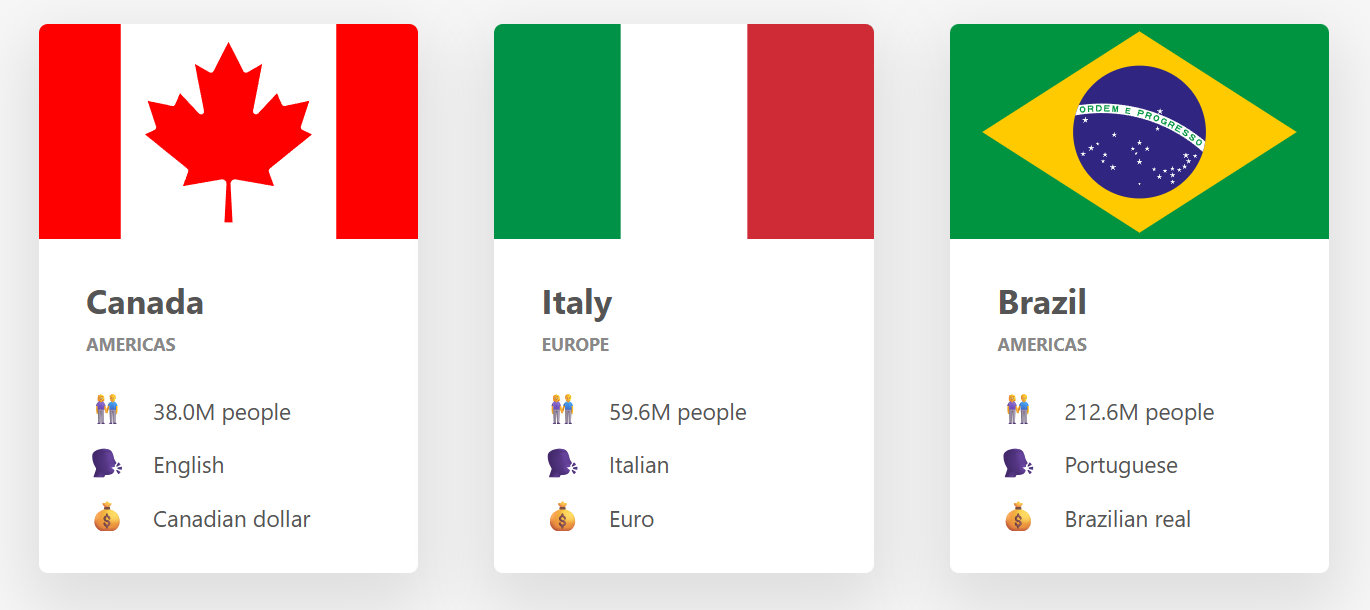 Canada
AMERICAS
38.0M people
English
Canadian dollar
Italy
EUROPE
59.6M people
Italian
Euro
ORDEM E PROGRESSO
Brazil
AMERICAS
212.6M people
Portuguese
Brazilian real